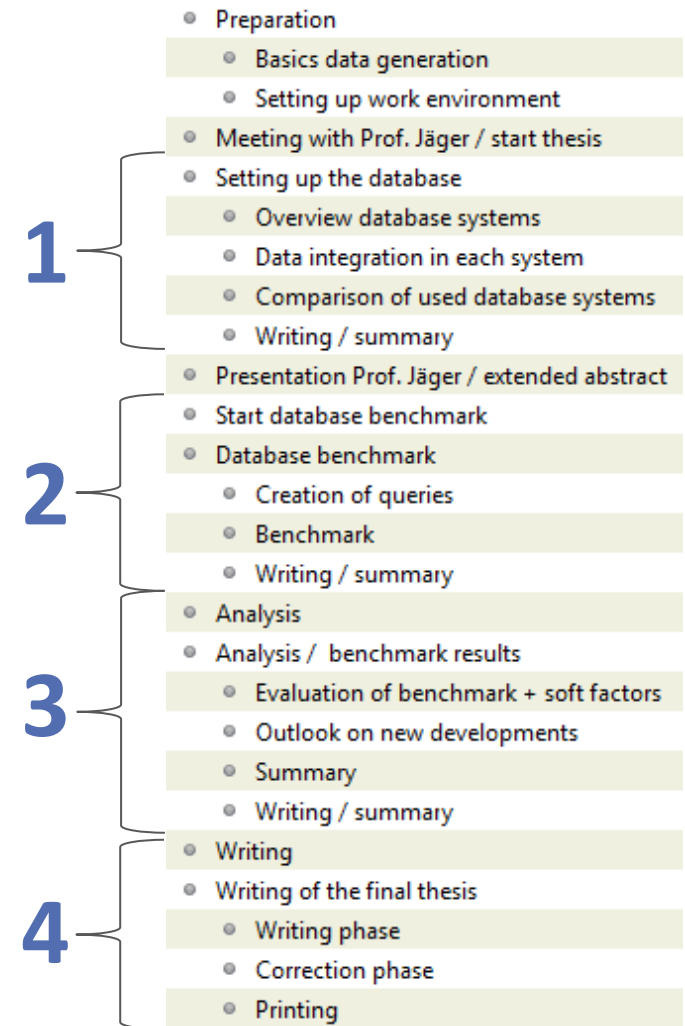 Preparation
Basics data generation
Setting up work environment
Meeting with Prof. Jäger / start thesis
1
Setting up the database
Overview database systems
Data integration in each system
Comparison of used database systems
Writing / summary
Presentation Prof. Jäger / extended abstract
2
Start database benchmark
Database benchmark
Creation of queries
Benchmark
Writing / summary
3
Analysis
Analysis / benchmark results
Evaluation of benchmark + soft factors
Outlook on new developments
Summary
Writing / summary
4
Writing
Writing of the final thesis
Writing phase
Correction phase
Printing